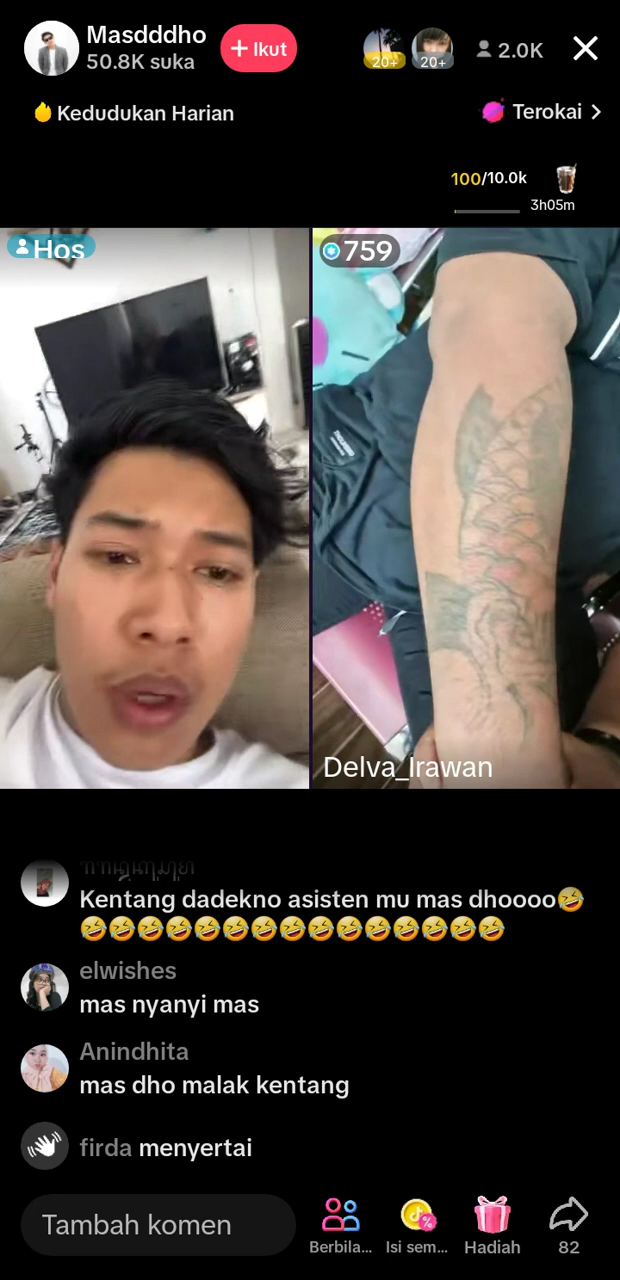 Masdddho
50.8K suka
+ Ikut
20+
20+
2.0K
Kedudukan Harian
Terokai >
100/10.0k
3h05m
Hos
759
Delva_irawan
Kentang dadekno asisten mu mas dhoooo🤣
🤣🤣🤣🤣🤣🤣🤣🤣🤣🤣🤣🤣🤣🤣🤣
elwishes
mas nyanyi mas
Anindhita
mas dho malak kentang
firda menyertai
Tambah komen
Berbila...
Isi sem...
Hadiah
82